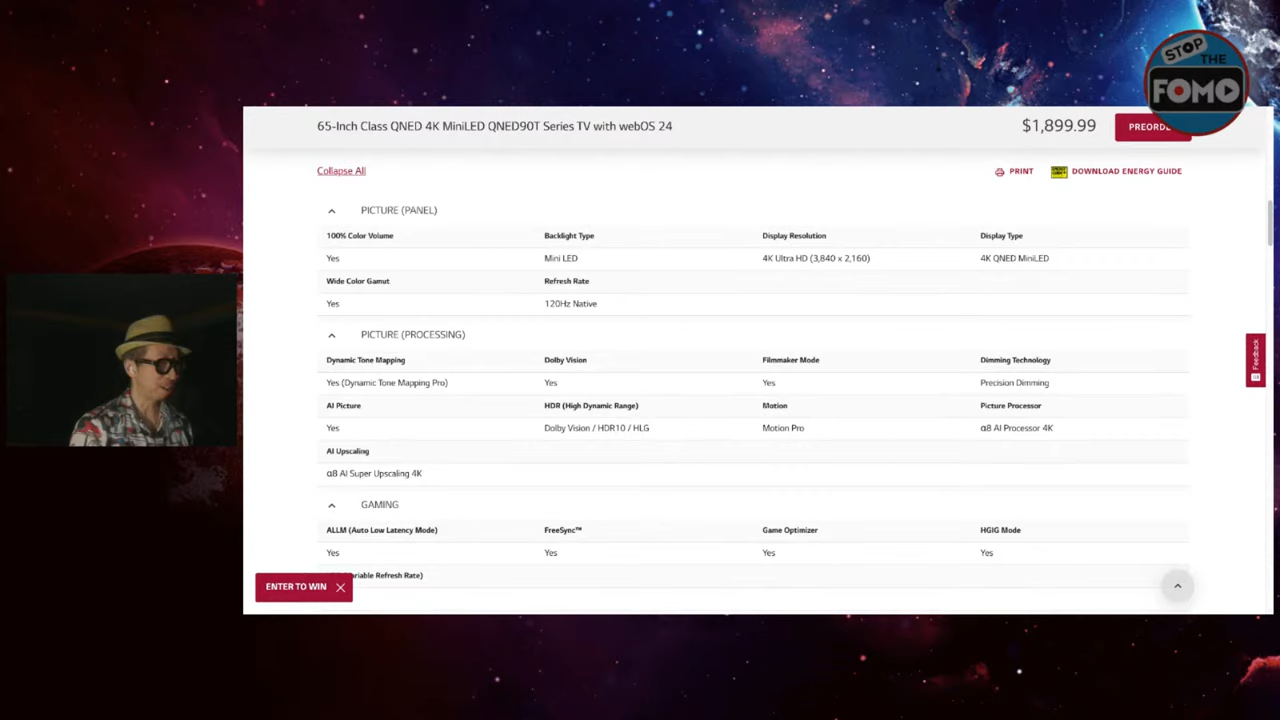 STOP
THE
FOMO
65-Inch Class QNED 4K MiniLED QNED90T Series TV with webOS 24
$1,899.99
PREORDE
Collapse All
PRINT
DOWNLOAD ENERGY GUIDE
PICTURE (PANEL)
100% Color Volume Backlight Type Display Resolution Display Type
Yes Mini LED 4K Ultra HD (3,840 x 2,160) 4K QNED MiniLED
Wide Color Gamut Refresh Rate
Yes 120Hz Native
PICTURE (PROCESSING)
Dynamic Tone Mapping Dolby Vision Filmmaker Mode Dimming Technology
Yes (Dynamic Tone Mapping Pro) Yes Yes Precision Dimming
AI Picture HDR (High Dynamic Range) Motion Picture Processor
Yes Dolby Vision / HDR10 / HLG Motion Pro α8 AI Processor 4K
AI Upscaling
α8 AI Super Upscaling 4K
GAMING
ALLM (Auto Low Latency Mode) FreeSync™ Game Optimizer HGIG Mode
Yes Yes Yes Yes
ariable Refresh Rate)
ENTER TO WIN
Feedback